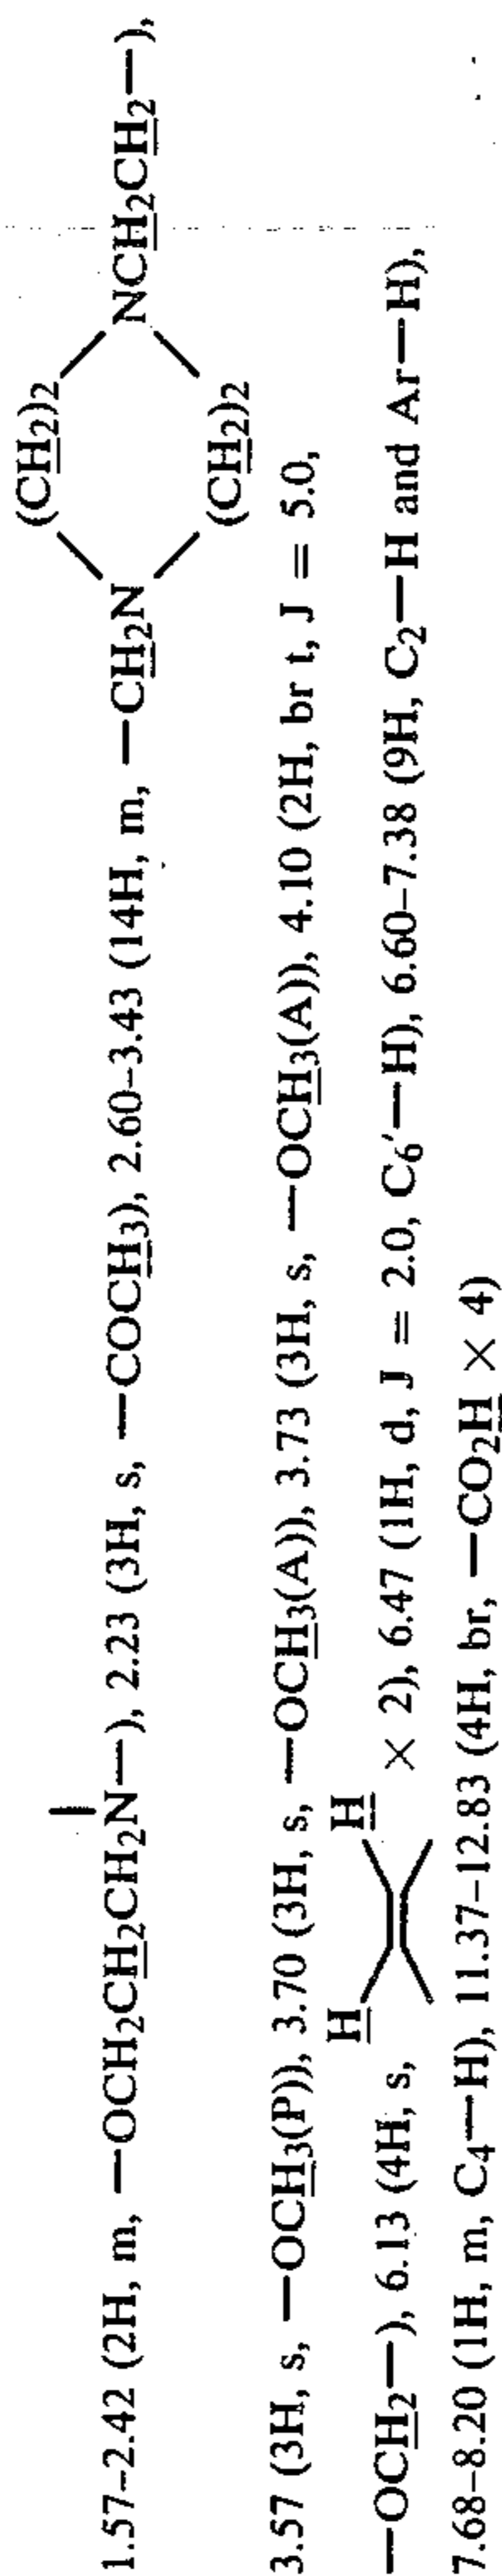 (CH₂)₂
1.57–2.42 (2H, m, —OCH₂CH₂CH₂N—), 2.23 (3H, s, —COCH₃), 2.60–3.43 (14H, m, —CH₂N NCH₂CH₂—),
(CH₂)₂
3.57 (3H, s, —OCH₃(P)), 3.70 (3H, s, —OCH₃(A)), 3.73 (3H, s, —OCH₃(A)), 4.10 (2H, br t, J = 5.0,
H H
—OCH₂—), 6.13 (4H, s, × 2), 6.47 (1H, d, J = 2.0, C₆'—H), 6.60–7.38 (9H, C₂—H and Ar—H),
7.68–8.20 (1H, m, C₄—H), 11.37–12.83 (4H, br, —CO₂H × 4)